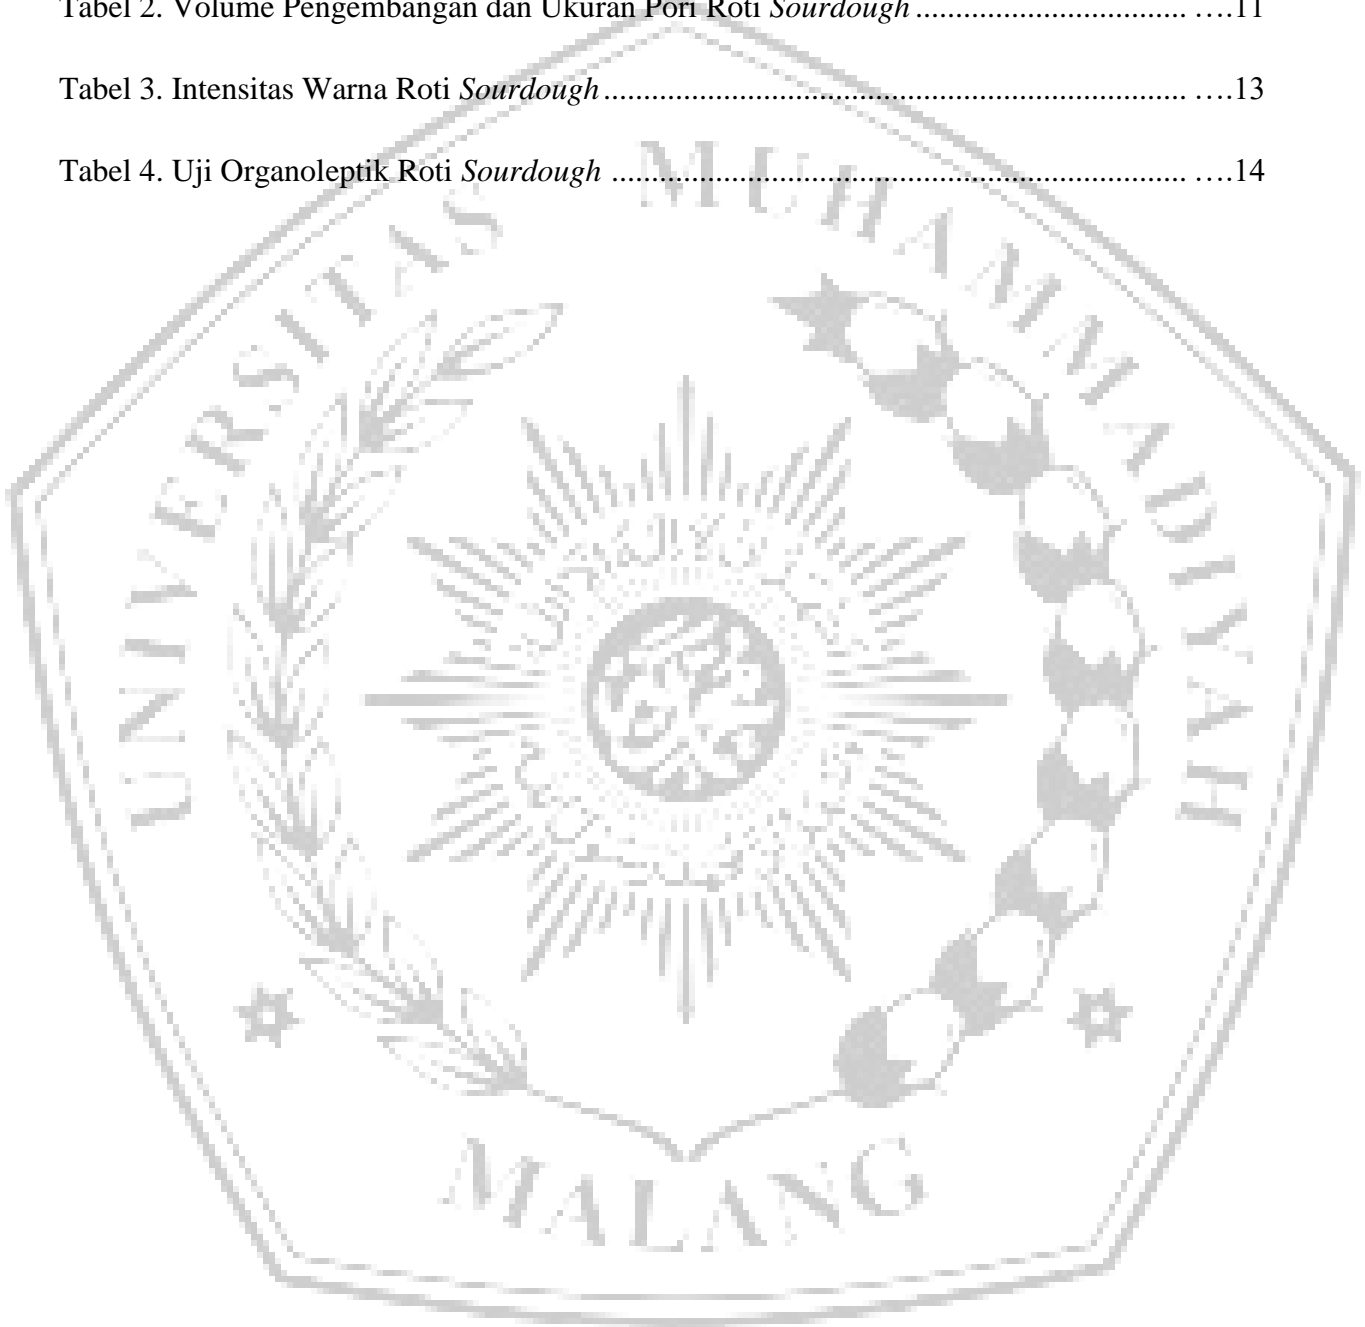 Tabel 2. Volume Pengembangan dan Ukuran Pori Roti Sourdough .................................. ….11
Tabel 3. Intensitas Warna Roti Sourdough ......................................................................... ….13
Tabel 4. Uji Organoleptik Roti Sourdough ........................................................................ ….14
UNIVERSITAS MUHAMMADIYAH
MALANG